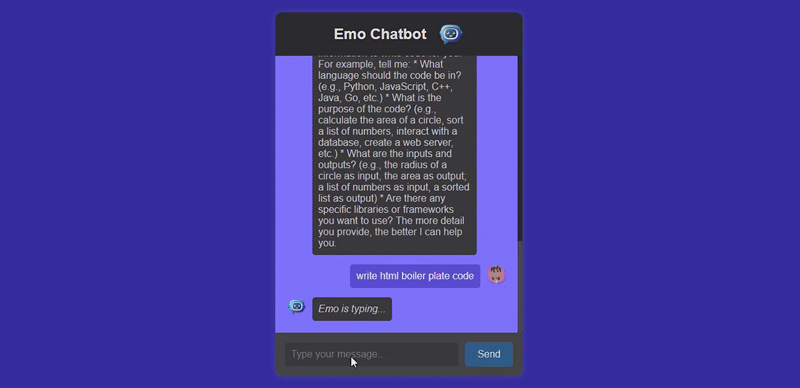 Emo Chatbot
For example, tell me: * What
language should the code be in?
(e.g., Python, JavaScript, C++,
Java, Go, etc.) * What is the
purpose of the code? (e.g.,
calculate the area of a circle, sort
a list of numbers, interact with a
database, create a web server,
etc.) * What are the inputs and
outputs? (e.g., the radius of a
circle as input, the area as output;
a list of numbers as input, a sorted
list as output) * Are there any
specific libraries or frameworks
you want to use? The more detail
you provide, the better I can help
you.
write html boiler plate code
Emo is typing...
Type your message...
Send